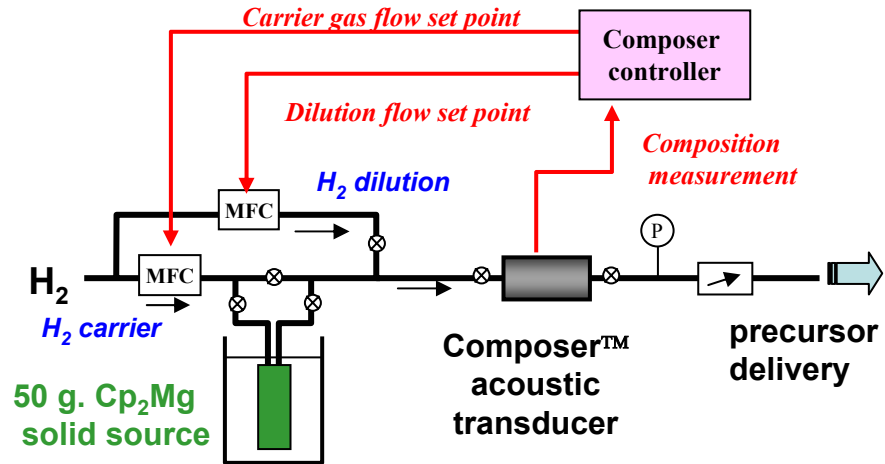 Carrier gas flow set point
Composer
controller
Dilution flow set point
Composition
measurement
H₂ dilution
MFC
P
H₂
MFC
H₂ carrier
Composer™
acoustic
transducer
precursor
delivery
50 g. Cp₂Mg
solid source